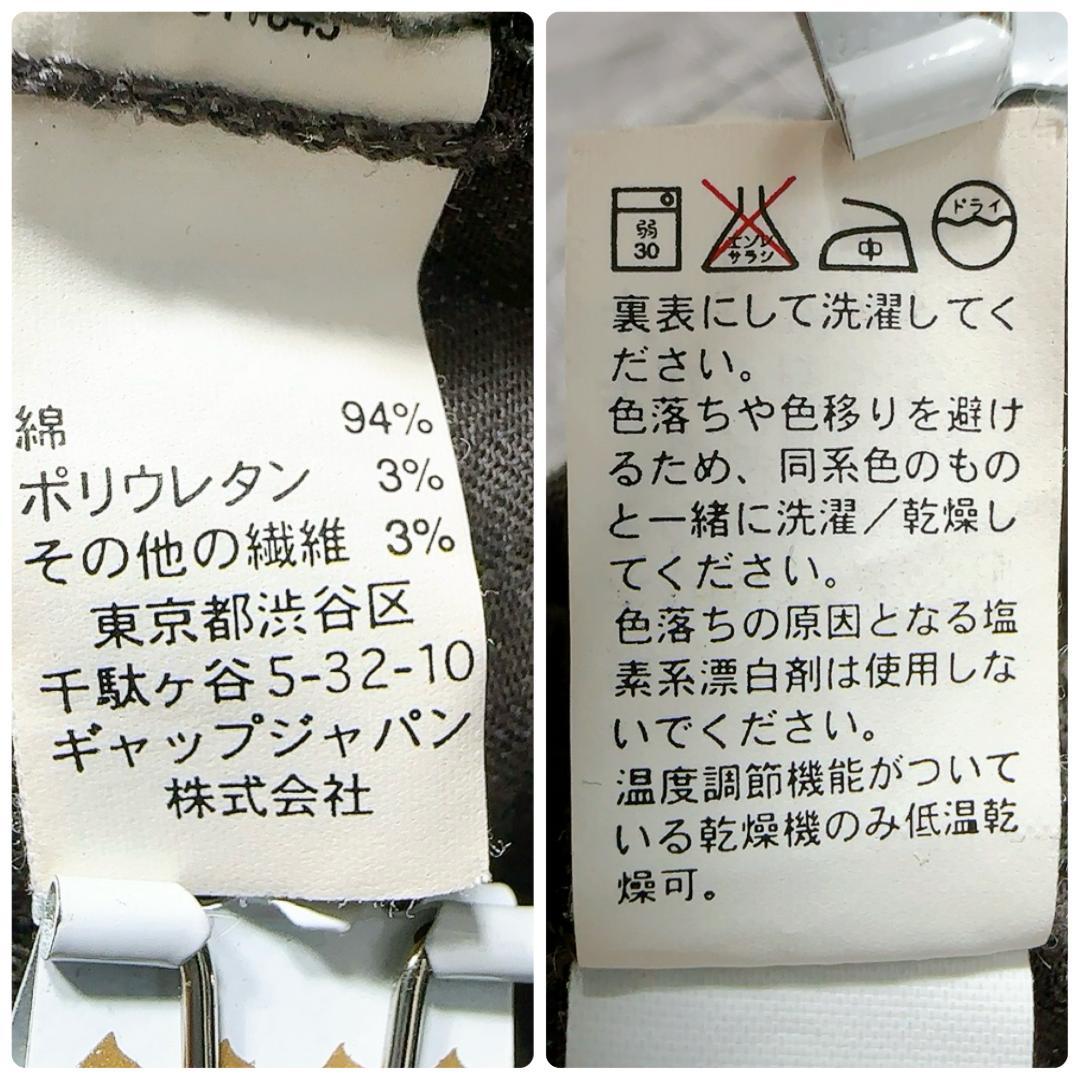 綿 94%
ポリウレタン 3%
その他の繊維 3%
東京都渋谷区
千駄ヶ谷5-32-10
ギャップジャパン
株式会社
弱
30
エンソ
サラシ
中
ドライ
裏表にして洗濯してく
ださい。
色落ちや色移りを避け
るため、同系色のもの
と一緒に洗濯/乾燥し
てください。
色落ちの原因となる塩
素系漂白剤は使用しな
いでください。
温度調節機能がついて
いる乾燥機のみ低温乾
燥可。